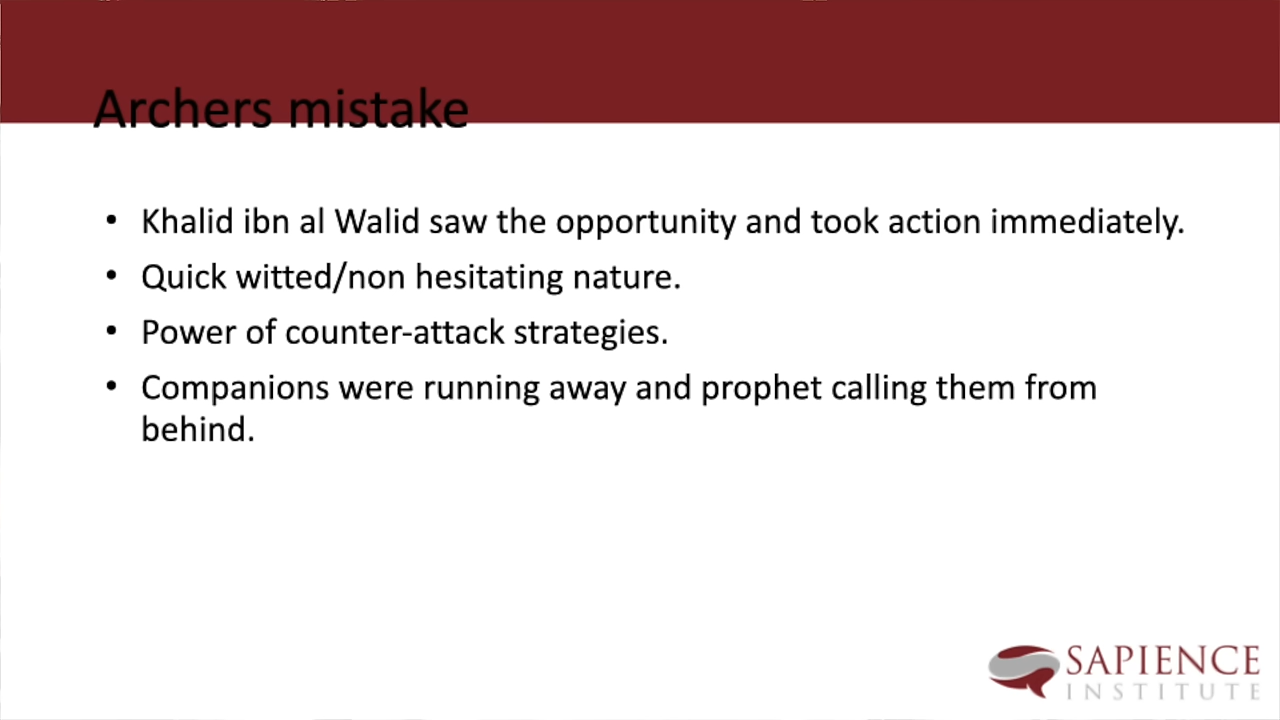 Archers mistake
• Khalid ibn al Walid saw the opportunity and took action immediately.
• Quick witted/non hesitating nature.
• Power of counter-attack strategies.
• Companions were running away and prophet calling them from
behind.
SAPIENCE
INSTITUTE